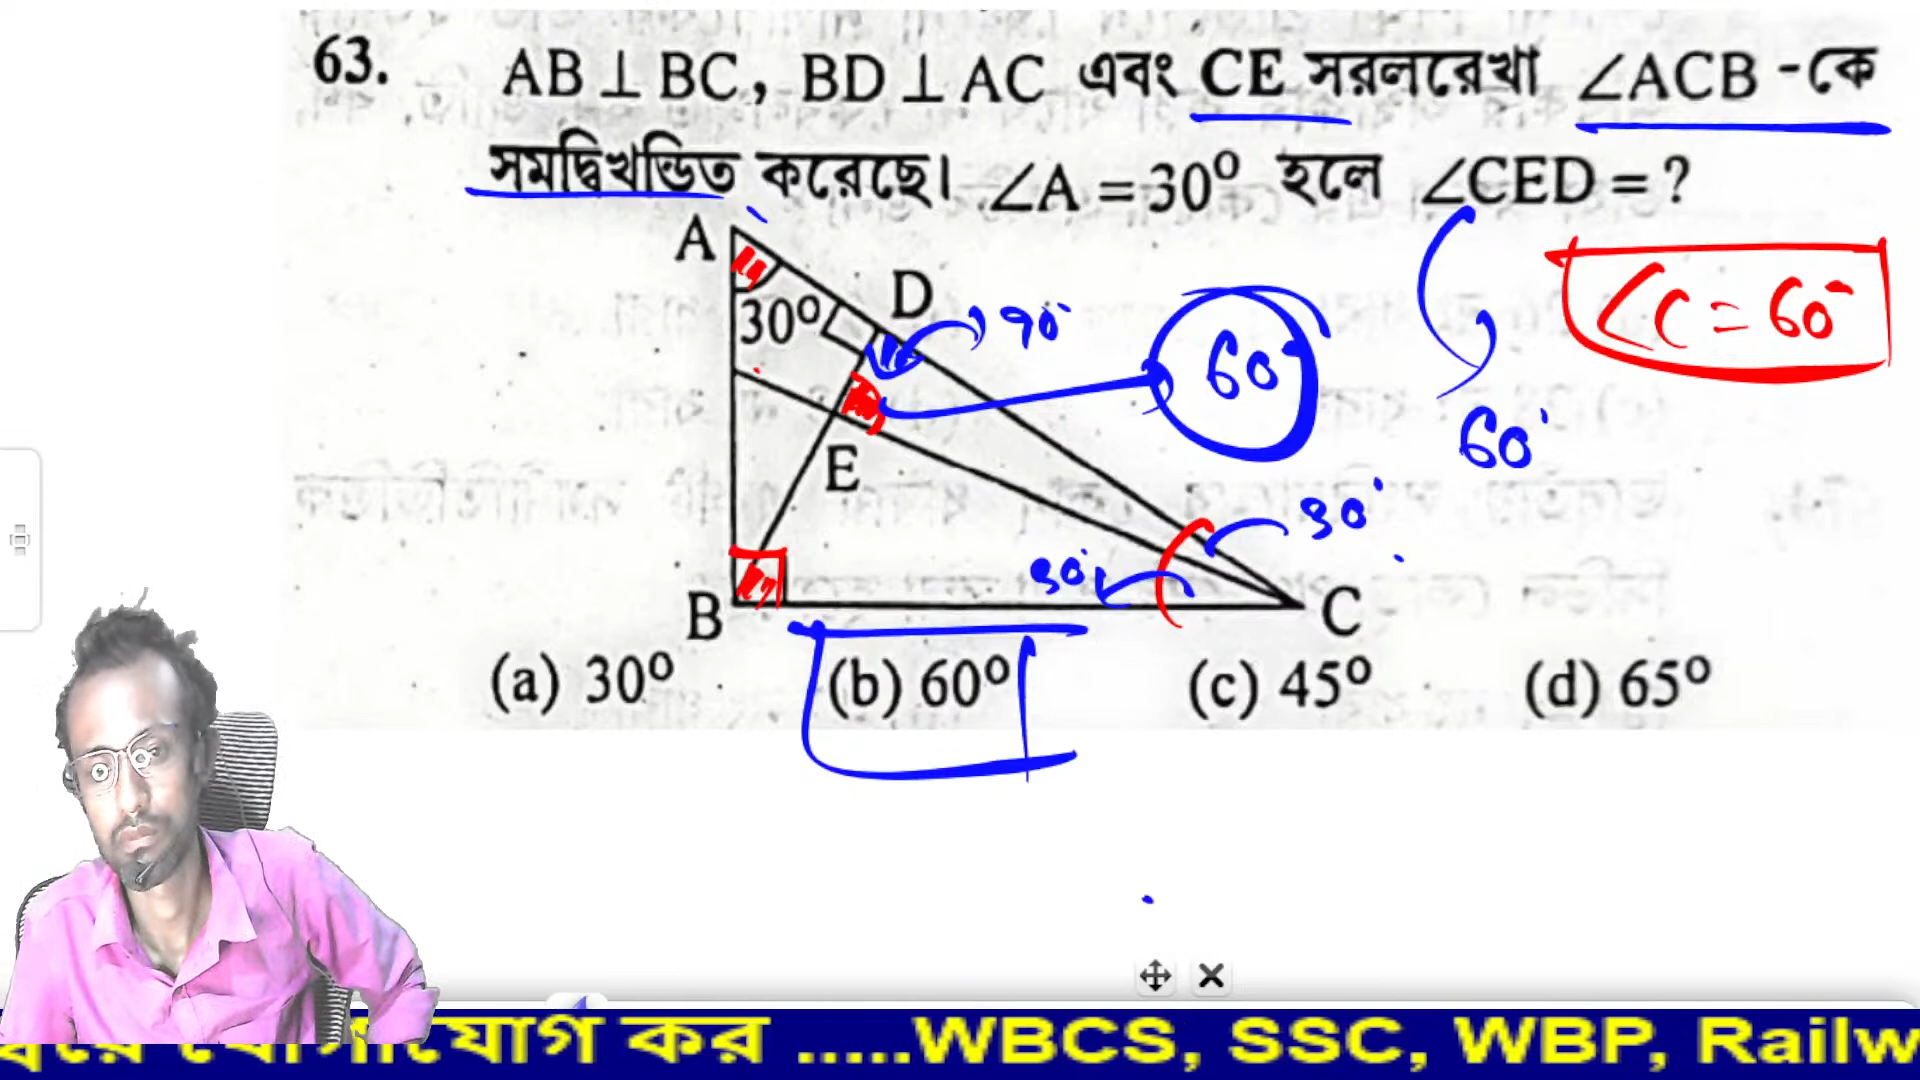 63. AB ⊥ BC, BD ⊥ AC এবং CE সরলরেখা ∠ACB -কে
সমদ্বিখন্ডিত করেছে। ∠A = 30° হলে ∠CED = ?
∠C = 60°
A
D
30°
90°
60°
60°
E
30°
30°
B
C
(a) 30° (b) 60° (c) 45° (d) 65°
যোগাযোগ কর .....WBCS, SSC, WBP, Railw